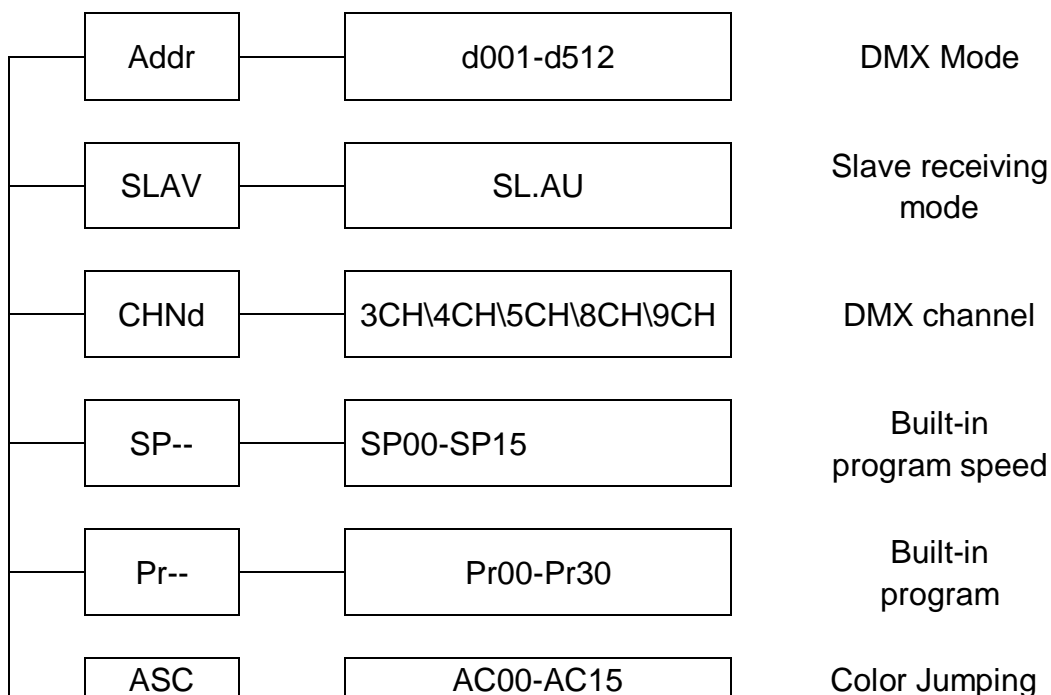 Addr d001-d512 DMX Mode
SLAV SL.AU Slave receiving
mode
CHNd 3CH\4CH\5CH\8CH\9CH DMX channel
SP-- SP00-SP15 Built-in
program speed
Pr-- Pr00-Pr30 Built-in
program
ASC AC00-AC15 Color Jumping